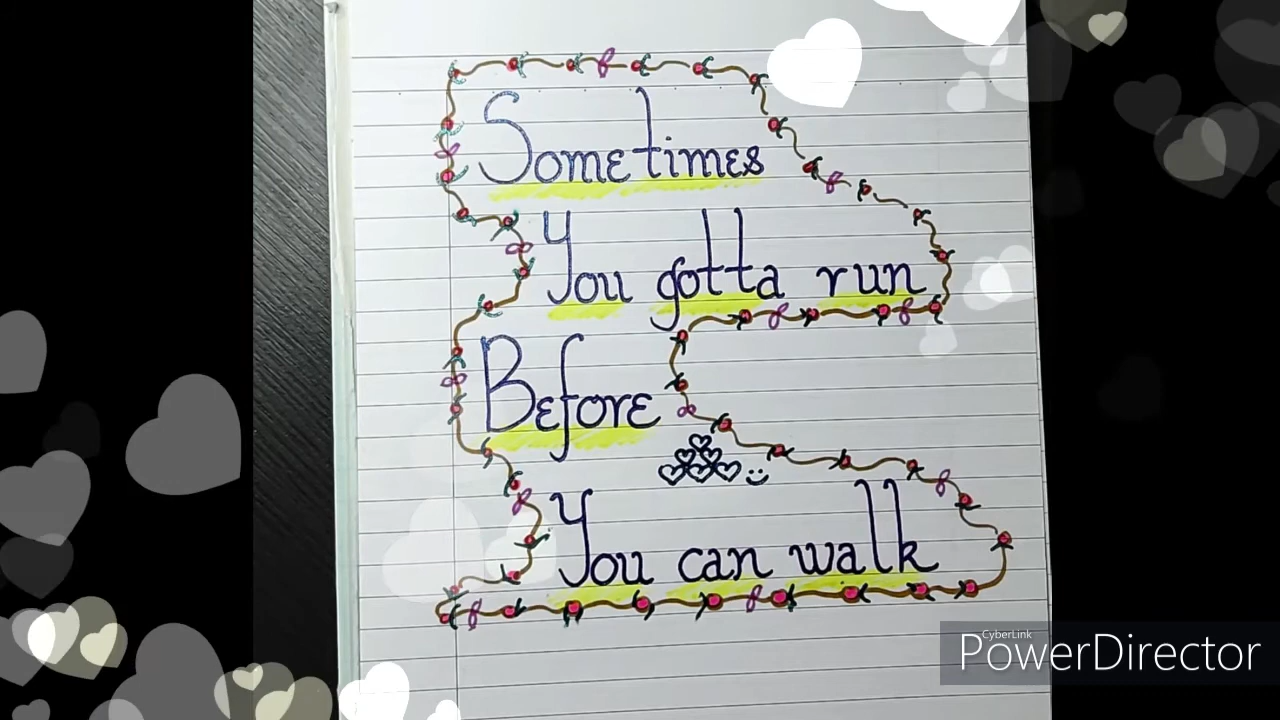 Sometimes
You gotta run
Before
You can walk
CyberLink
PowerDirector